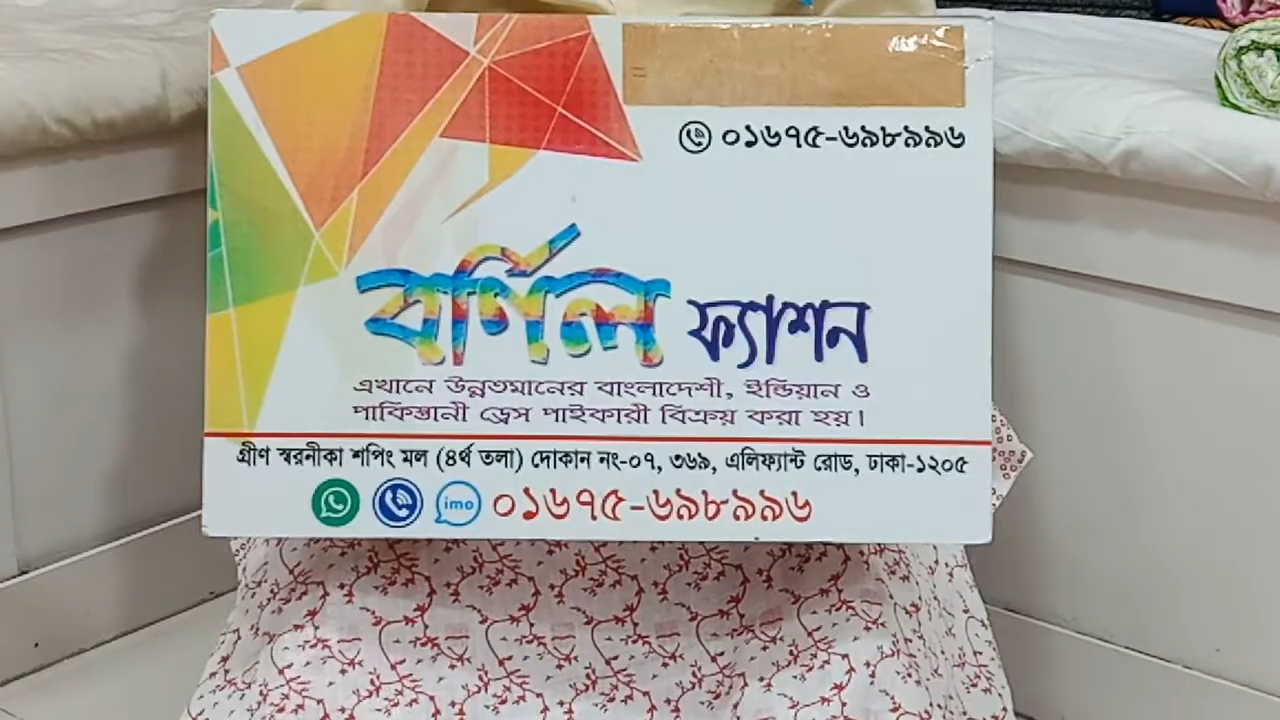 ০১৬৭৫-৬৯৮৯৯৬
বর্ণিল ফ্যাশন
এখানে উন্নতমানের বাংলাদেশী, ইন্ডিয়ান ও
পাকিস্তানী ড্রেস পাইকারী বিক্রয় করা হয়।
গ্রীণ স্বরনীকা শপিং মল (৪র্থ তলা) দোকান নং-০৭, ৩৬৯, এলিফ্যান্ট রোড, ঢাকা-১২০৫
imo ০১৬৭৫-৬৯৮৯৯৬